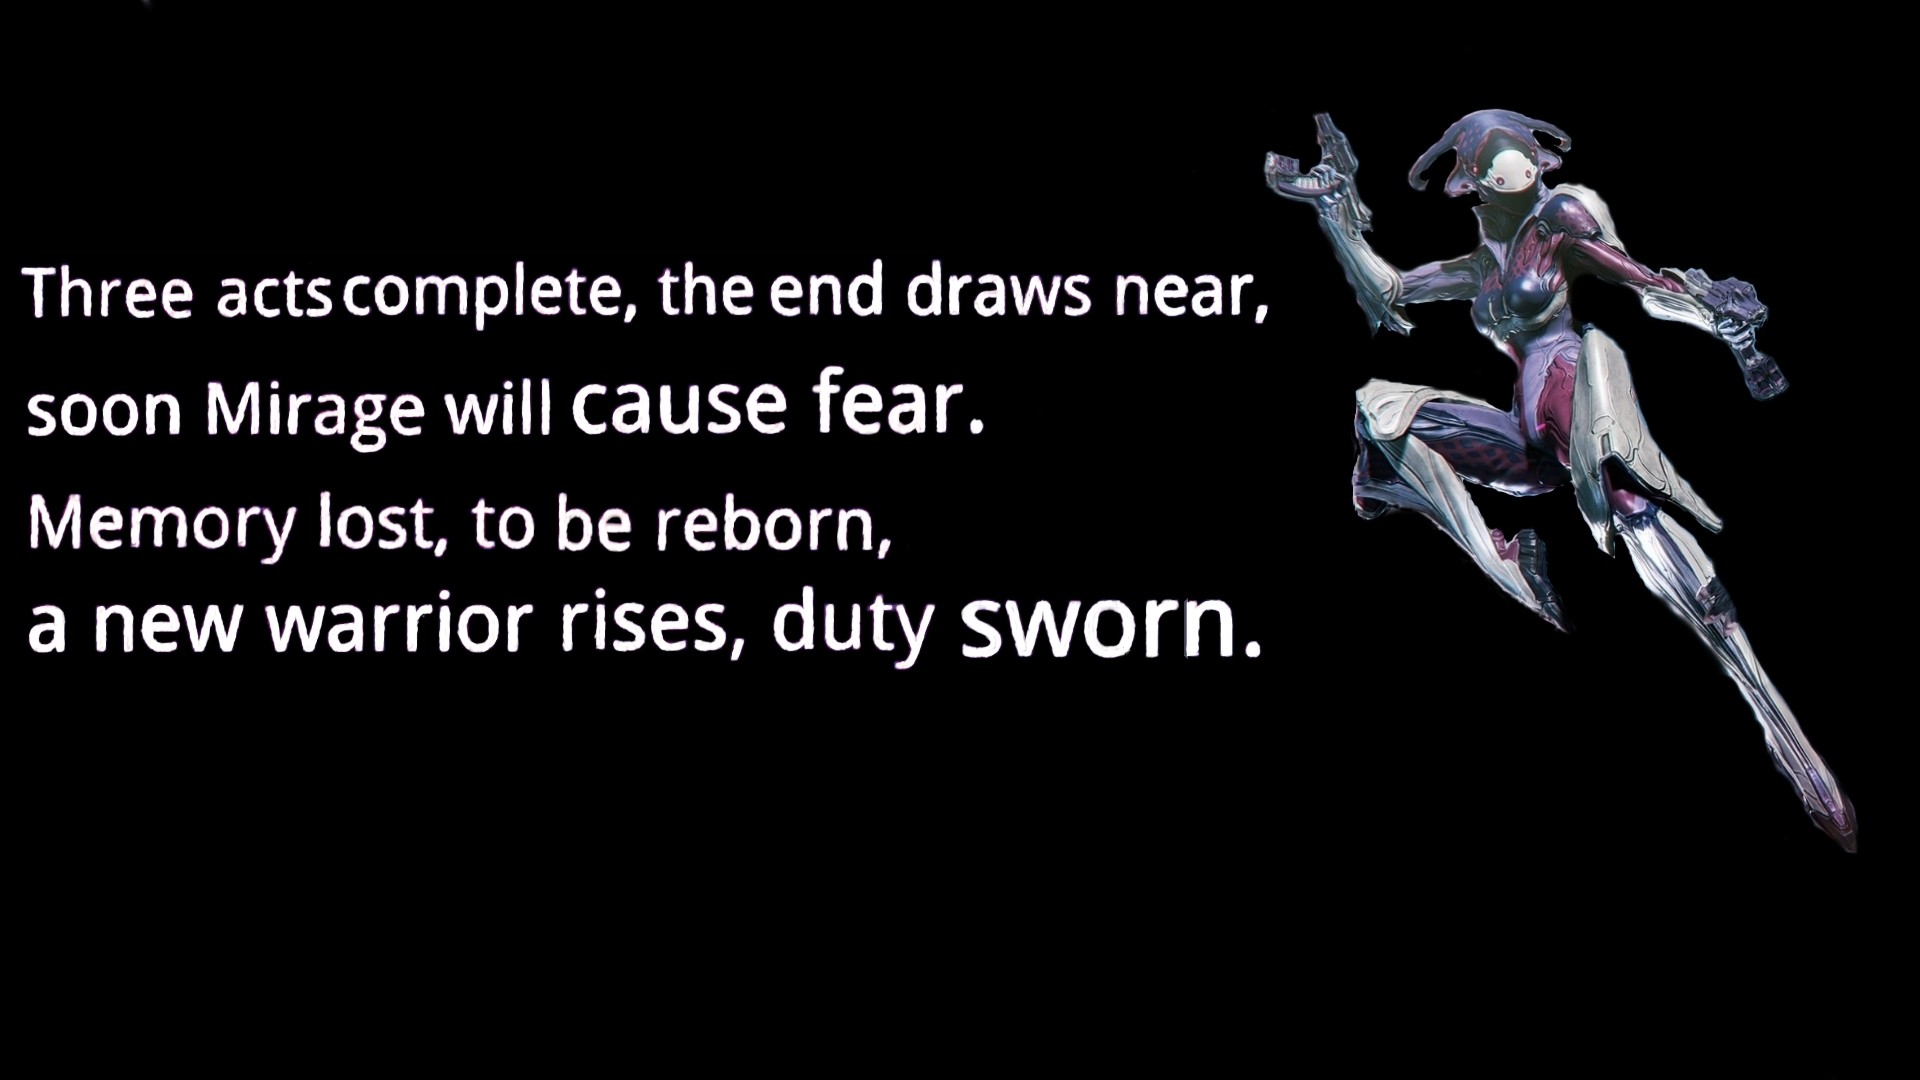 Three acts complete, the end draws near,
soon Mirage will cause fear.
Memory lost, to be reborn,
a new warrior rises, duty sworn.